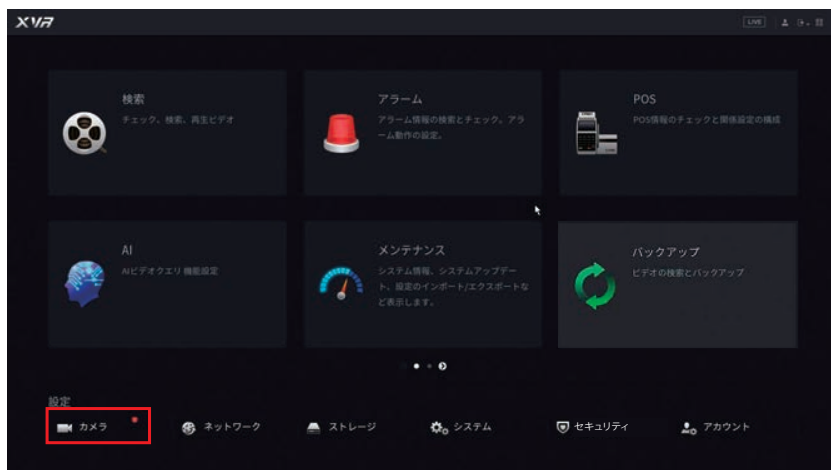 XVR
LIVE
検索
チェック、検索、再生ビデオ
アラーム
アラーム情報の検索とチェック。アラ
ーム動作の設定。
POS
POS情報のチェックと関係設定の構成
AI
AIビデオクエリ 機能設定
メンテナンス
システム情報、システムアップデー
ト、設定のインポート/エクスポートな
ど表示します。
バックアップ
ビデオの検索とバックアップ
設定
カメラ
ネットワーク
ストレージ
システム
セキュリティ
アカウント